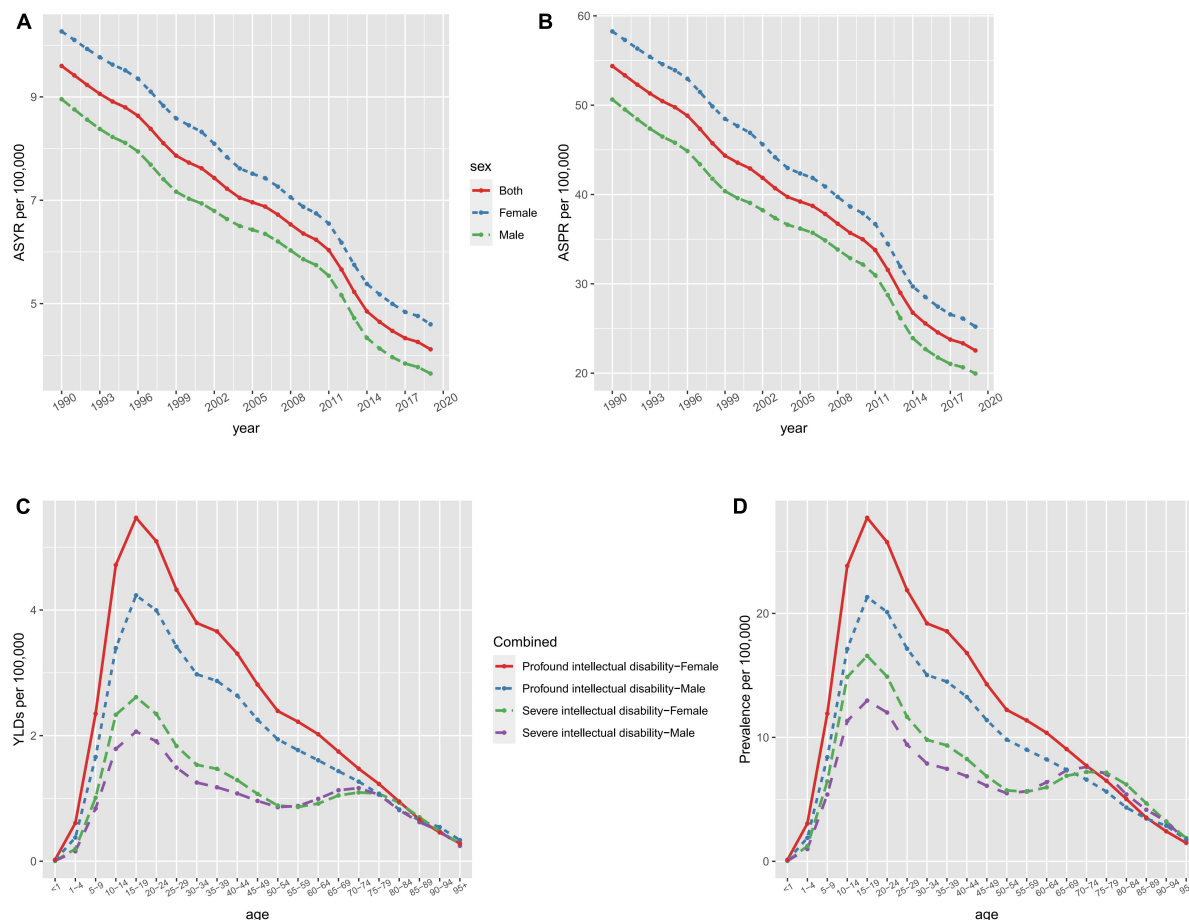 A
ASYR per 100,000
9
7
5
1990 1993 1996 1999 2002 2005 2008 2011 2014 2017 2020
year
sex
Both
Female
Male
B
ASPR per 100,000
60
50
40
30
20
1990 1993 1996 1999 2002 2005 2008 2011 2014 2017 2020
year
C
YLDs per 100,000
4
2
0
<1 1−4 5−9 10−14 15−19 20−24 25−29 30−34 35−39 40−44 45−49 50−54 55−59 60−64 65−69 70−74 75−79 80−84 85−89 90−94 95+
age
Combined
Profound intellectual disability−Female
Profound intellectual disability−Male
Severe intellectual disability−Female
Severe intellectual disability−Male
D
Prevalence per 100,000
20
10
0
<1 1−4 5−9 10−14 15−19 20−24 25−29 30−34 35−39 40−44 45−49 50−54 55−59 60−64 65−69 70−74 75−79 80−84 85−89 90−94 95
age